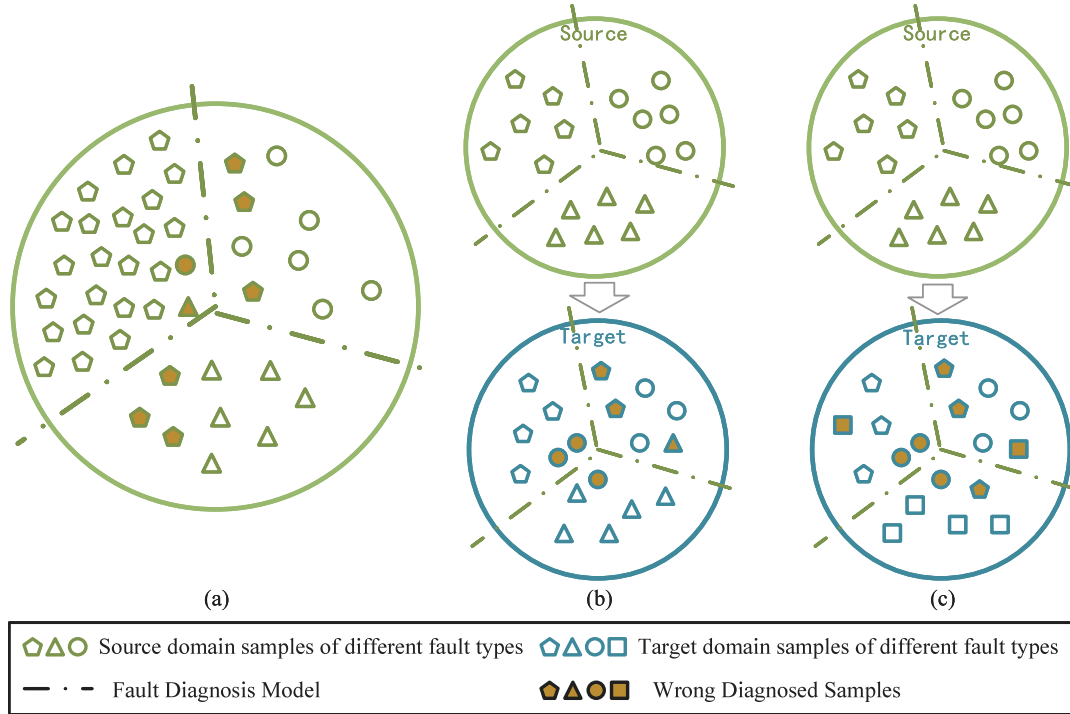 Source
Source
Target
Target
(a)
(b)
(c)
Source domain samples of different fault types
Target domain samples of different fault types
Fault Diagnosis Model
Wrong Diagnosed Samples